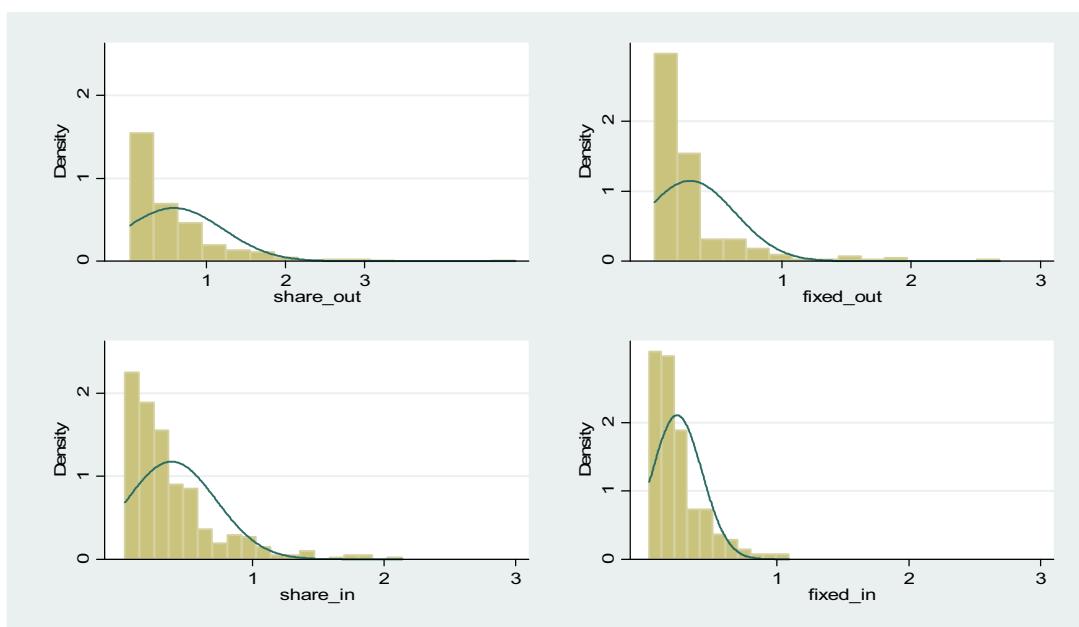 Density
2
1
0
1 2 3
share_out
Density
2
1
0
1 2 3
fixed_out
Density
2
1
0
1 2 3
share_in
Density
2
1
0
1 2 3
fixed_in